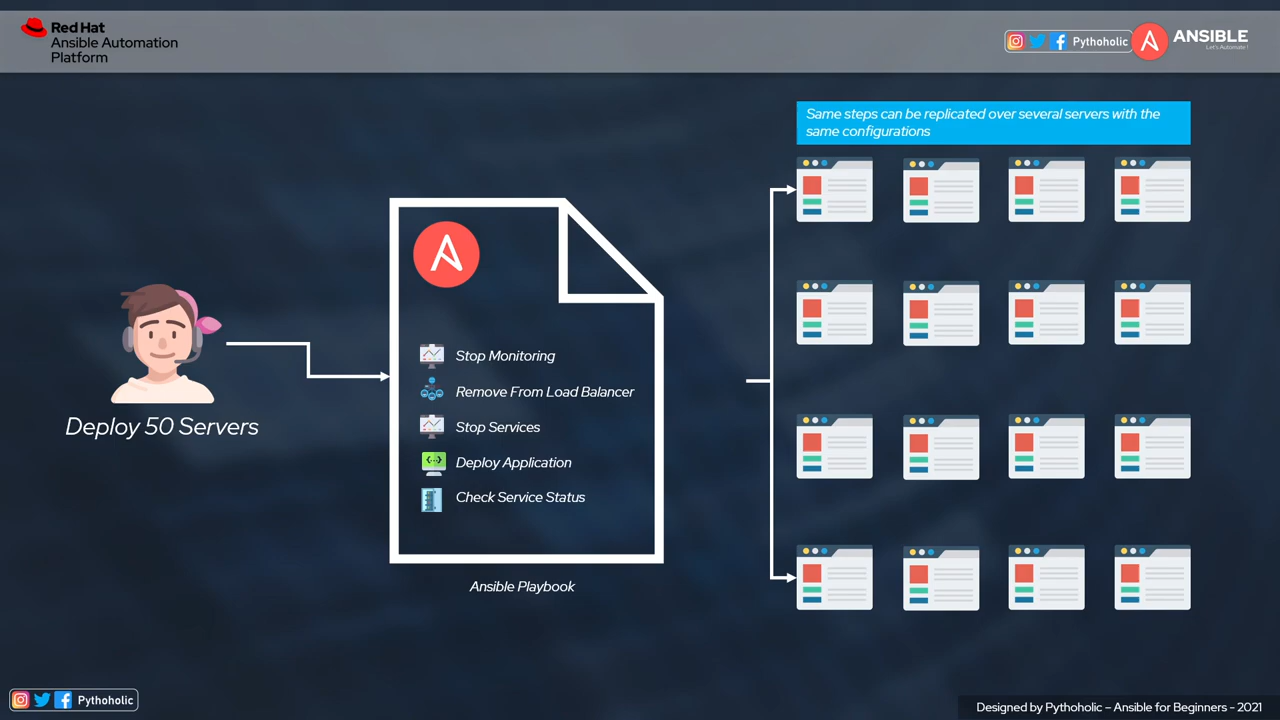 Red Hat
Ansible Automation
Platform
Pythoholic
ANSIBLE
Let's Automate !
Same steps can be replicated over several servers with the
same configurations
Stop Monitoring
Remove From Load Balancer
Stop Services
Deploy Application
Check Service Status
Deploy 50 Servers
Ansible Playbook
Pythoholic
Designed by Pythoholic – Ansible for Beginners - 2021